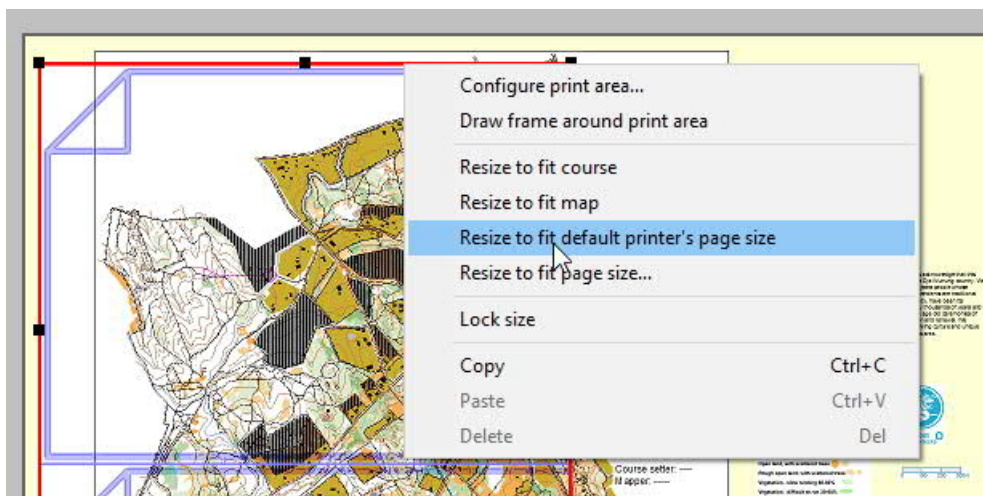 Configure print area...
Draw frame around print area
Resize to fit course
Resize to fit map
Resize to fit default printer's page size
Resize to fit page size...
Lock size
Copy Ctrl+C
Paste Ctrl+V
Delete Del
Course setter: ----
Mapper: ----